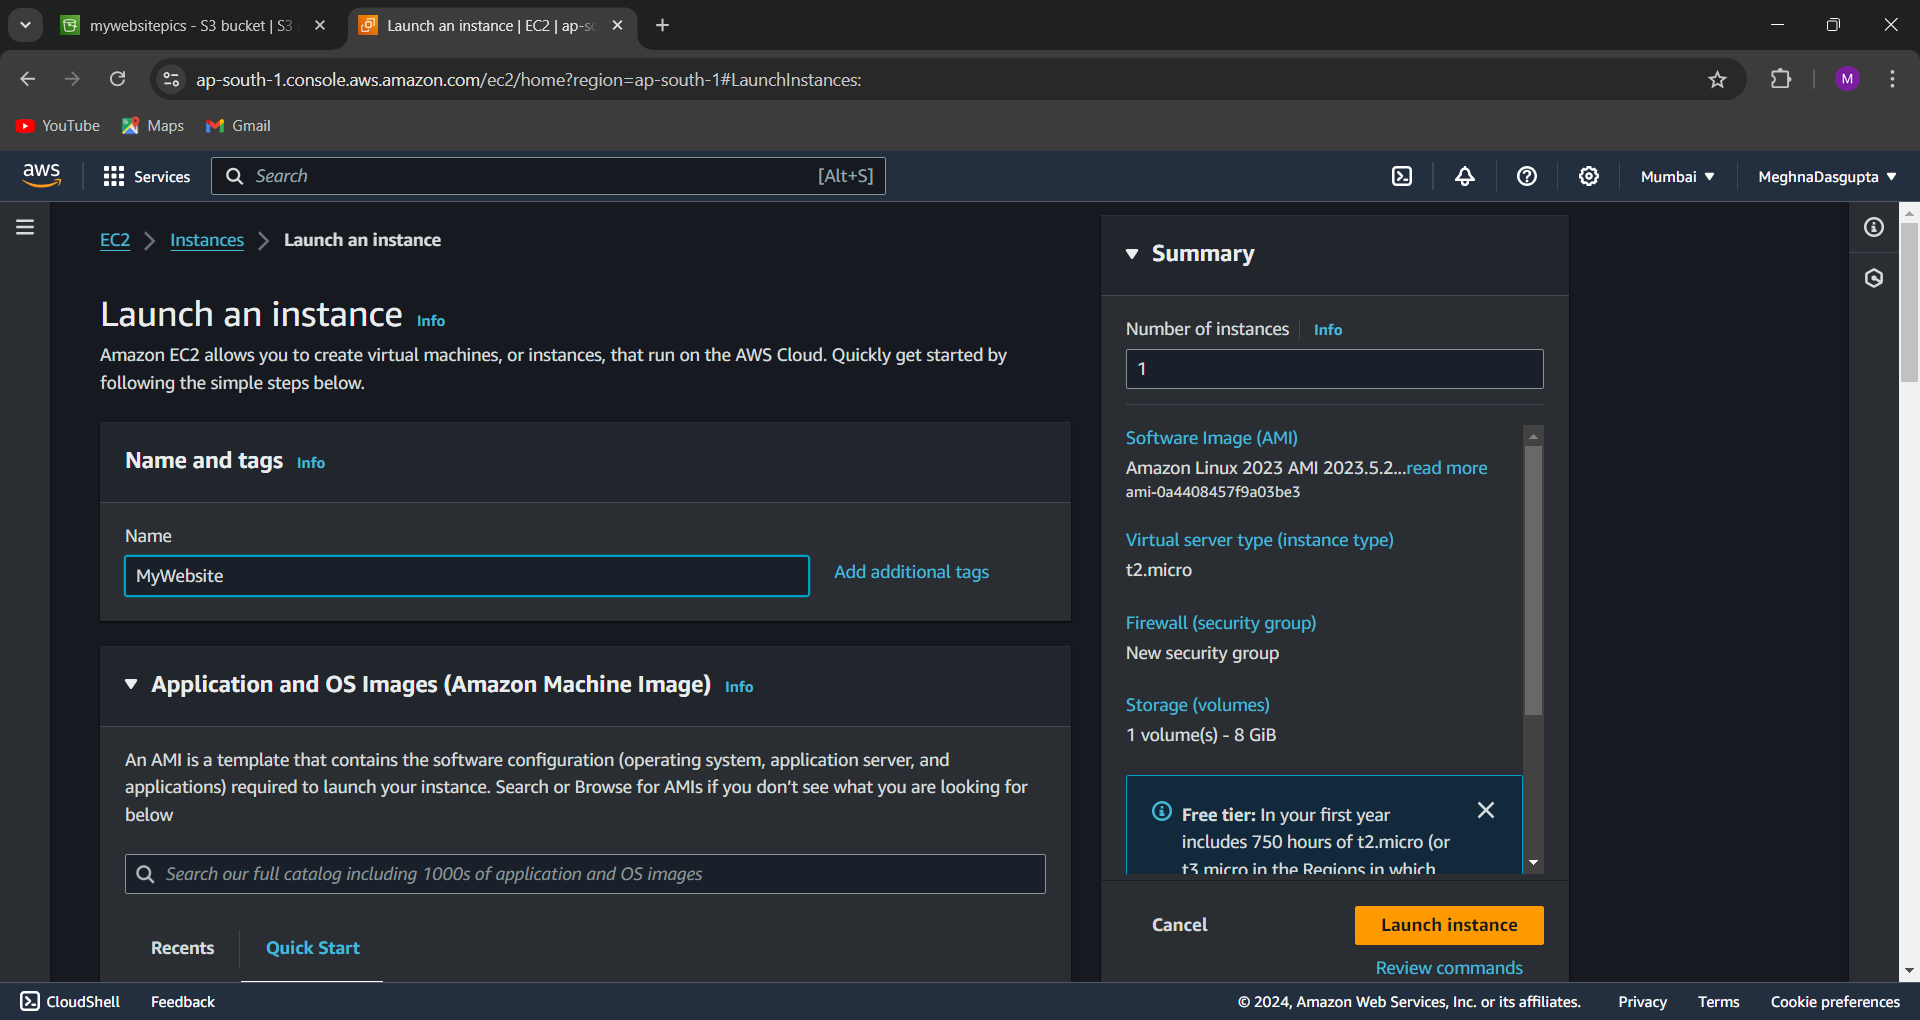 mywebsitepics - S3 bucket | S3
Launch an instance | EC2 | ap-so
ap-south-1.console.aws.amazon.com/ec2/home?region=ap-south-1#LaunchInstances:
M
YouTube Maps Gmail
aws Services Search [Alt+S] Mumbai MeghnaDasgupta
EC2 > Instances > Launch an instance
Launch an instance Info
Amazon EC2 allows you to create virtual machines, or instances, that run on the AWS Cloud. Quickly get started by
following the simple steps below.
Name and tags Info
Name
MyWebsite
Add additional tags
Application and OS Images (Amazon Machine Image) Info
An AMI is a template that contains the software configuration (operating system, application server, and
applications) required to launch your instance. Search or Browse for AMIs if you don't see what you are looking for
below
Search our full catalog including 1000s of application and OS images
Recents Quick Start
Summary
Number of instances Info
1
Software Image (AMI)
Amazon Linux 2023 AMI 2023.5.2...read more
ami-0a4408457f9a03be3
Virtual server type (instance type)
t2.micro
Firewall (security group)
New security group
Storage (volumes)
1 volume(s) - 8 GiB
Free tier: In your first year
includes 750 hours of t2.micro (or
t3.micro in the Regions in which
Cancel Launch instance
Review commands
CloudShell Feedback © 2024, Amazon Web Services, Inc. or its affiliates. Privacy Terms Cookie preferences